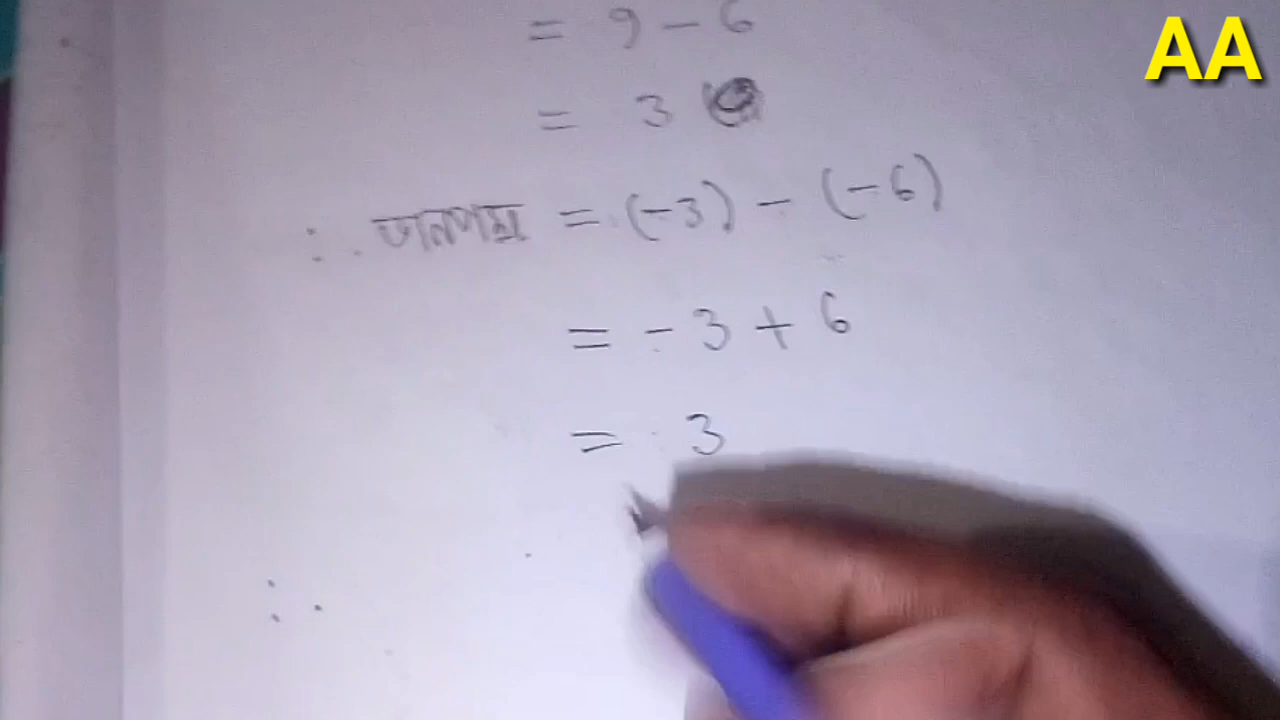 = 9 - 6
AA
= 3
∴ ডানপক্ষ = (-3) - (-6)
= - 3 + 6
= 3
∴